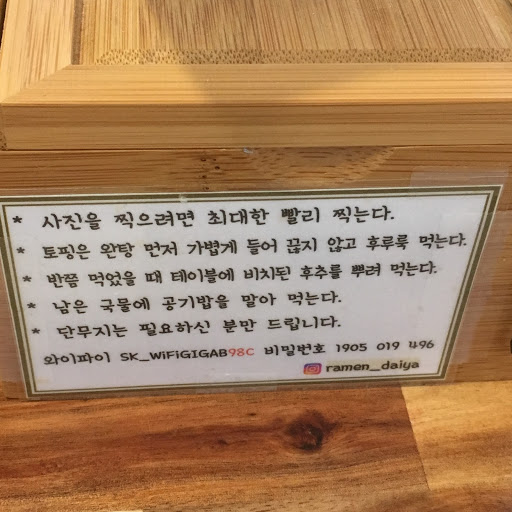 * 사진을 찍으려면 최대한 빨리 찍는다.
* 토핑은 완탕 먼저 가볍게 들어 끊지 않고 후루룩 먹는다.
* 반쯤 먹었을 때 테이블에 비치된 후추를 뿌려 먹는다.
* 남은 국물에 공기밥을 말아 먹는다.
* 단무지는 필요하신 분만 드립니다.
와이파이 SK_WiFiGIGAB98C 비밀번호 1905 019 496
ramen_daiya